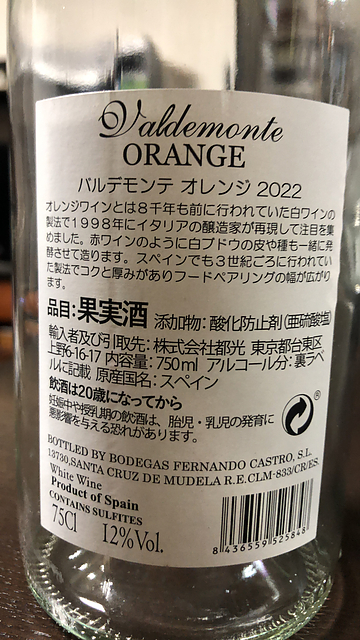 Valdemonte
ORANGE
バルデモンテ オレンジ 2022
オレンジワインとは8千年も前に行われていた白ワインの
製法で1998年にイタリアの醸造家が再現して注目を集
めました。赤ワインのように白ブドウの皮や種も一緒に発
酵させて造ります。スペインでも3世紀ごろに行われてい
た製法でコクと厚みがありフードペアリングの幅が広がり
ます。
品目:果実酒 添加物:酸化防止剤(亜硫酸塩)
輸入者及び引取先:株式会社都光 東京都台東区
上野6-16-17 内容量:750ml アルコール分:裏ラベ
ルに記載 原産国名:スペイン
飲酒は20歳になってから
妊娠中や授乳期の飲酒は、胎児・乳児の発育に
悪影響を与える恐れがあります。
BOTTLED BY BODEGAS FERNANDO CASTRO, S.L.
13730,SANTA CRUZ DE MUDELA R.E.CLM-833/CR/ES.
White Wine
Product of Spain
CONTAINS SULFITES
75Cl 12%Vol.
8 436559 525848